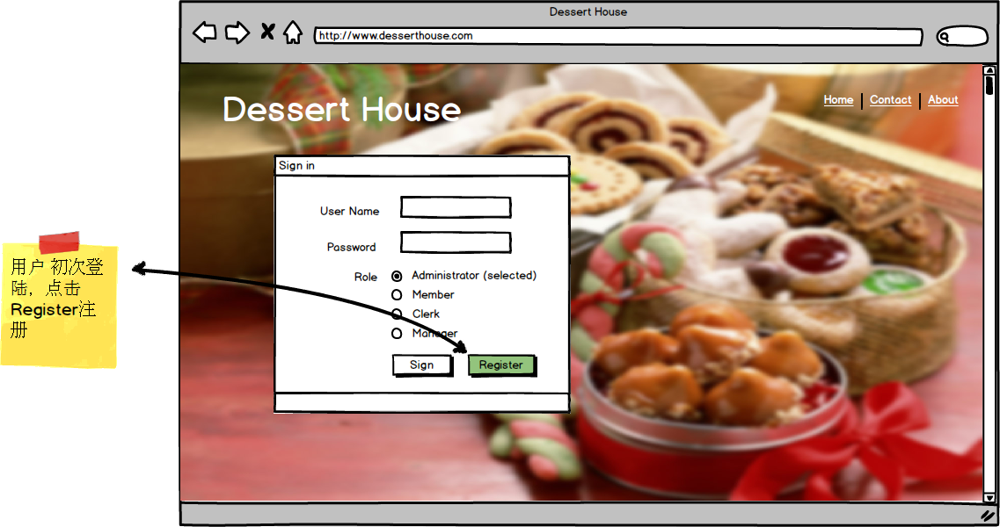 Dessert House
http://www.desserthouse.com
Dessert House
Home
Contact
About
Sign in
User Name
Password
Role
Administrator (selected)
Member
Clerk
Manager
Sign
Register
用户 初次登
陆，点击
Register注
册